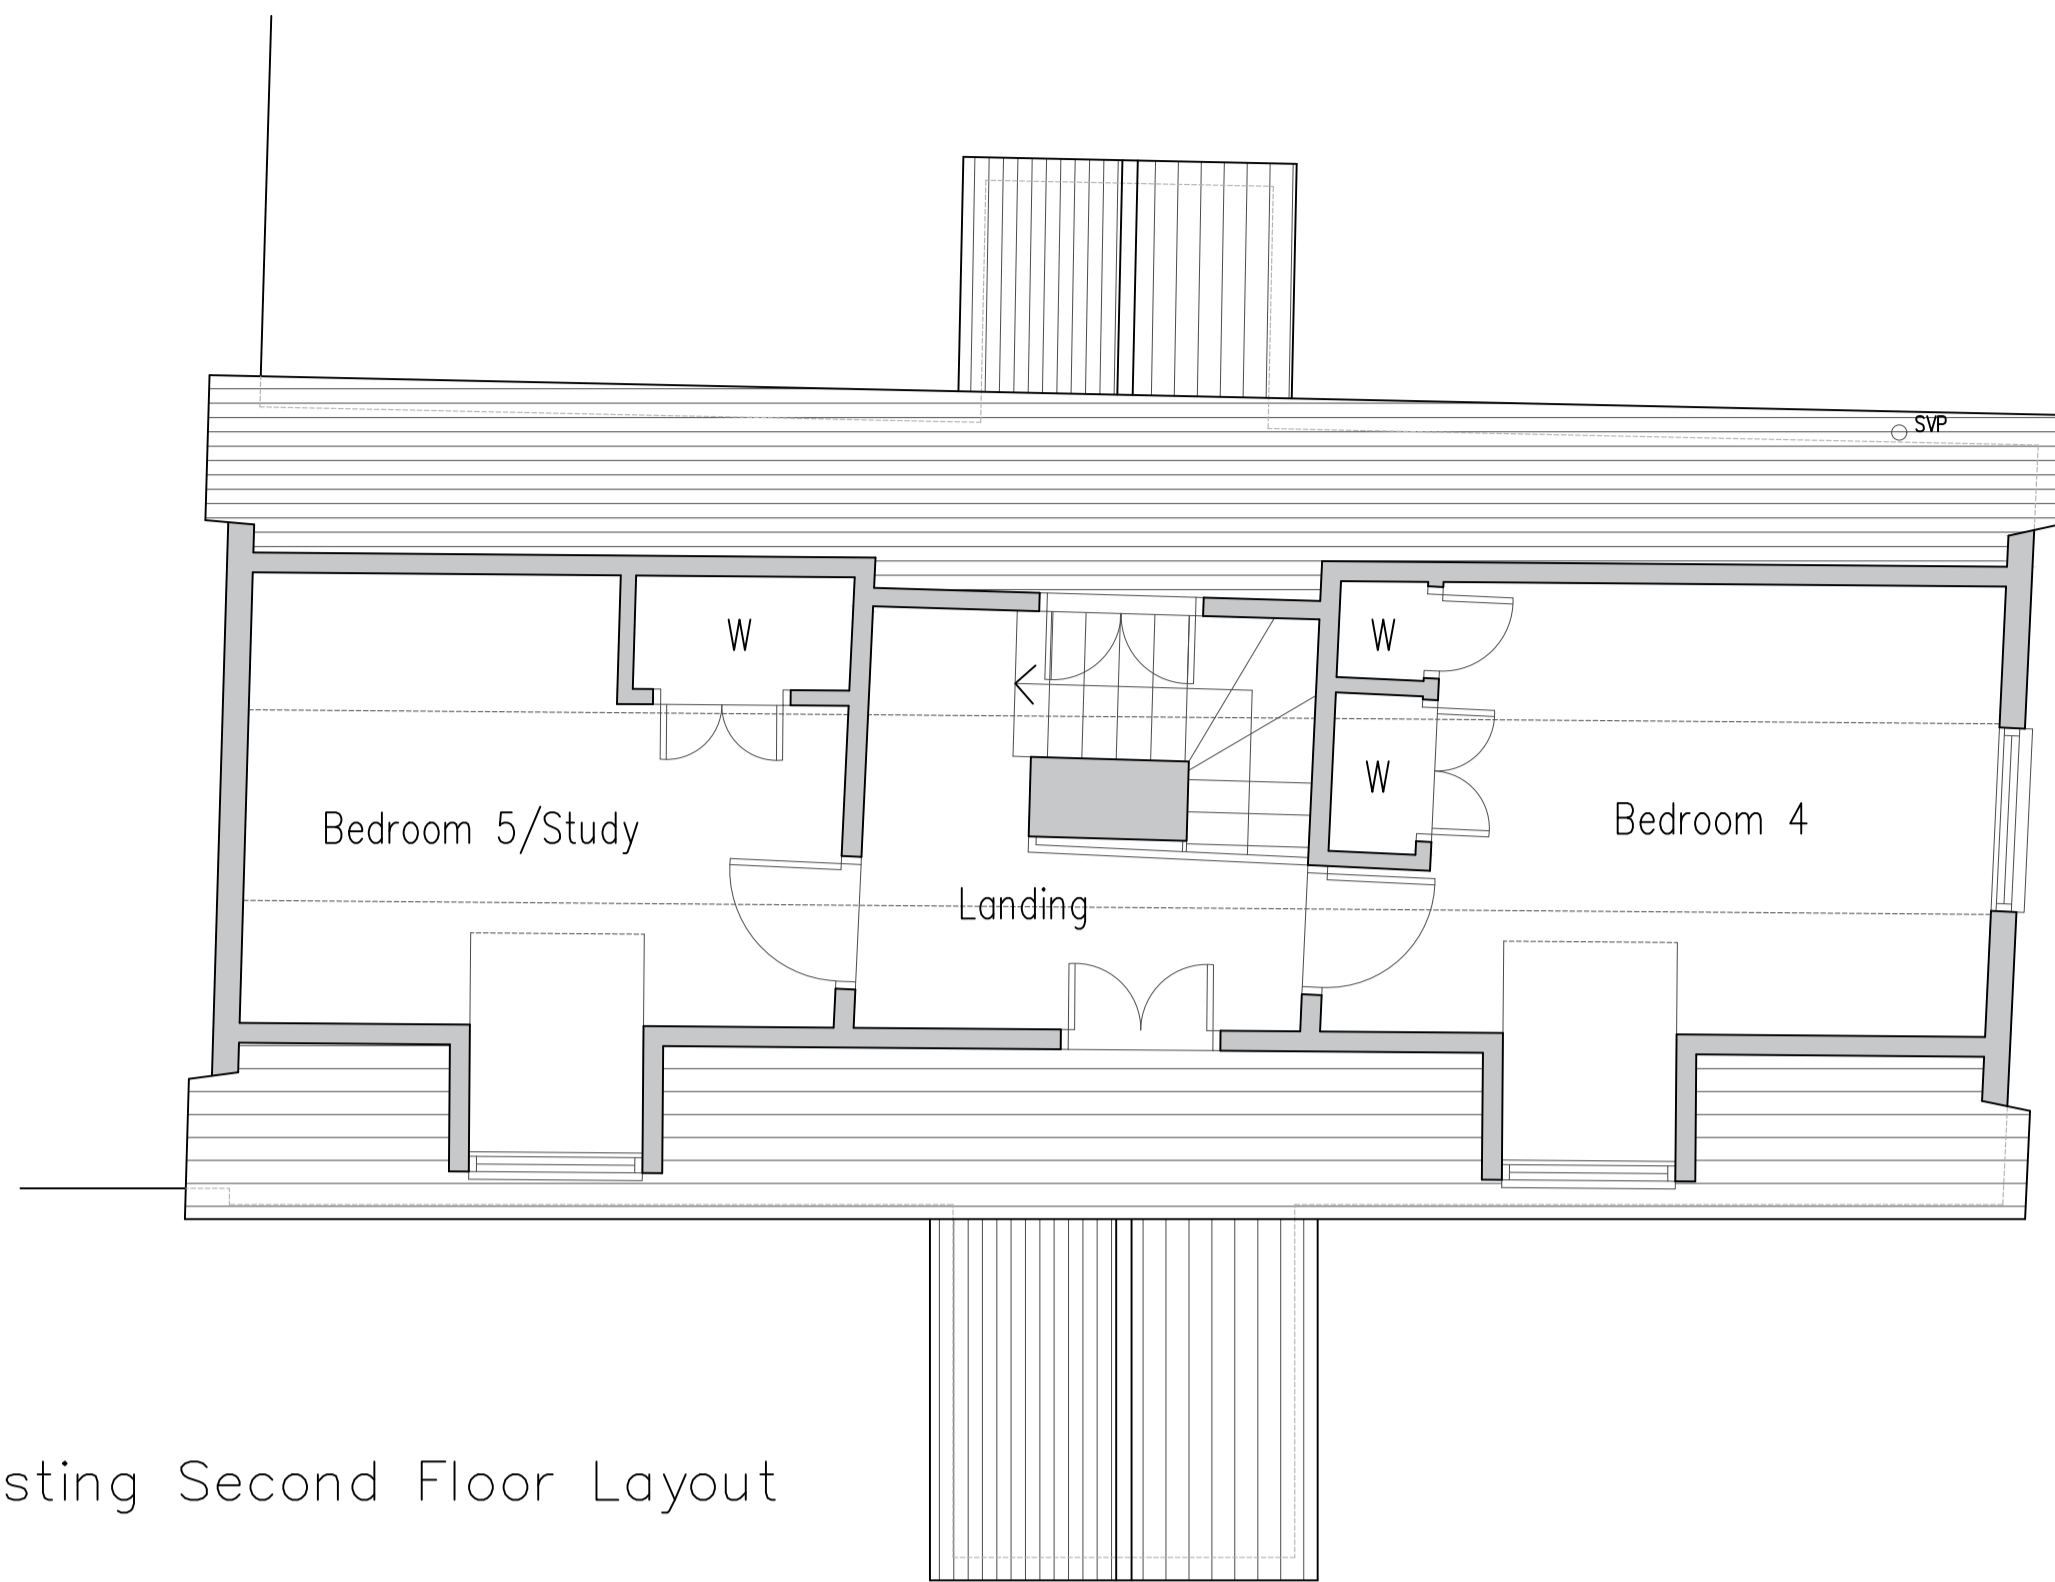 SVP
W
W
W
Bedroom 5/Study
Bedroom 4
Landing
sting Second Floor Layout